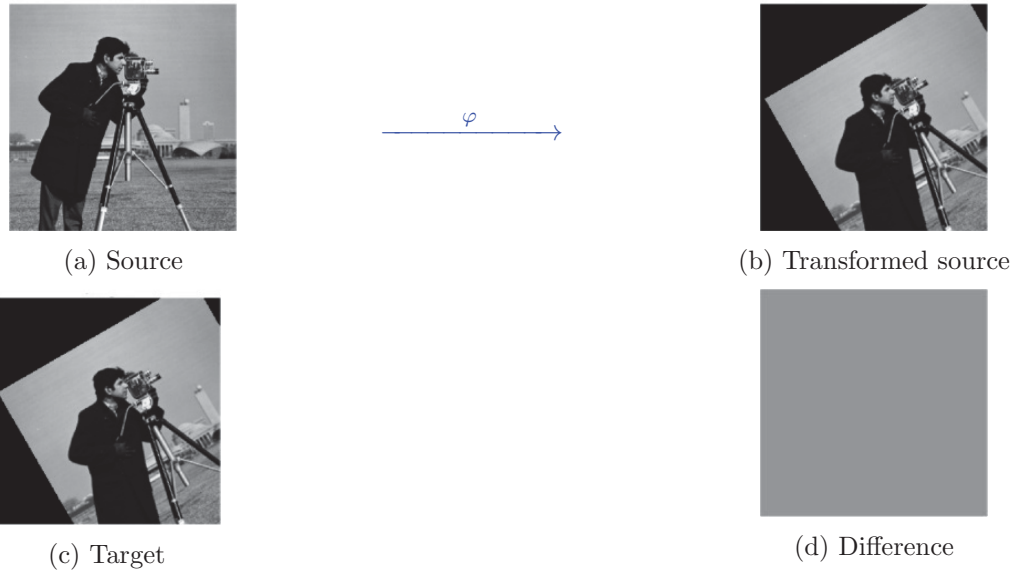 φ
(a) Source
(b) Transformed source
(c) Target
(d) Difference